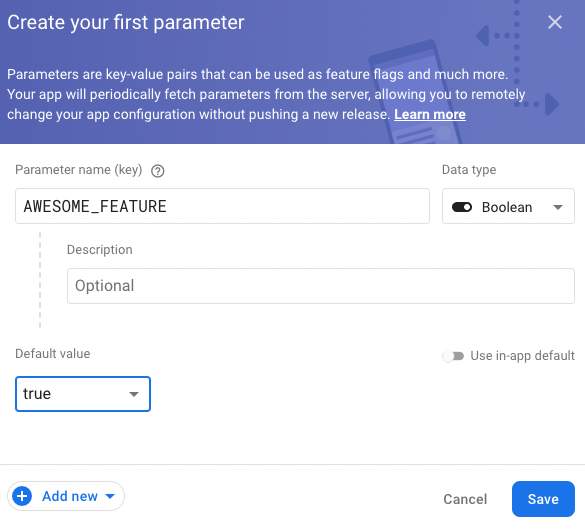 Create your first parameter
Parameters are key-value pairs that can be used as feature flags and much more.
Your app will periodically fetch parameters from the server, allowing you to remotely
change your app configuration without pushing a new release. Learn more
Parameter name (key)
Data type
AWESOME_FEATURE
Boolean
Description
Optional
Default value
Use in-app default
true
Add new
Cancel
Save